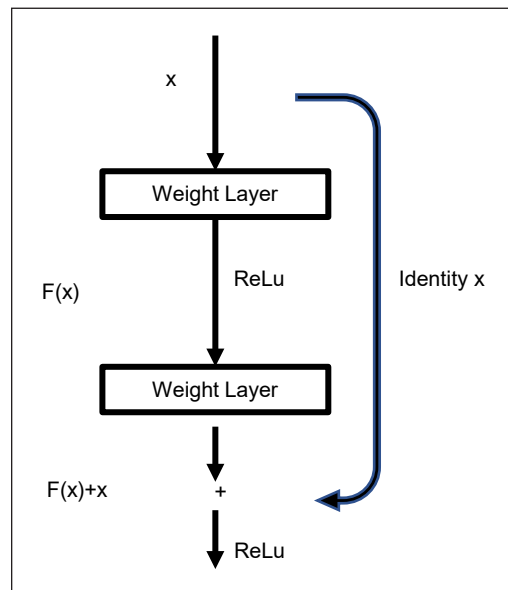 x
Weight Layer
F(x)
ReLu
Identity x
Weight Layer
F(x)+x
+
ReLu